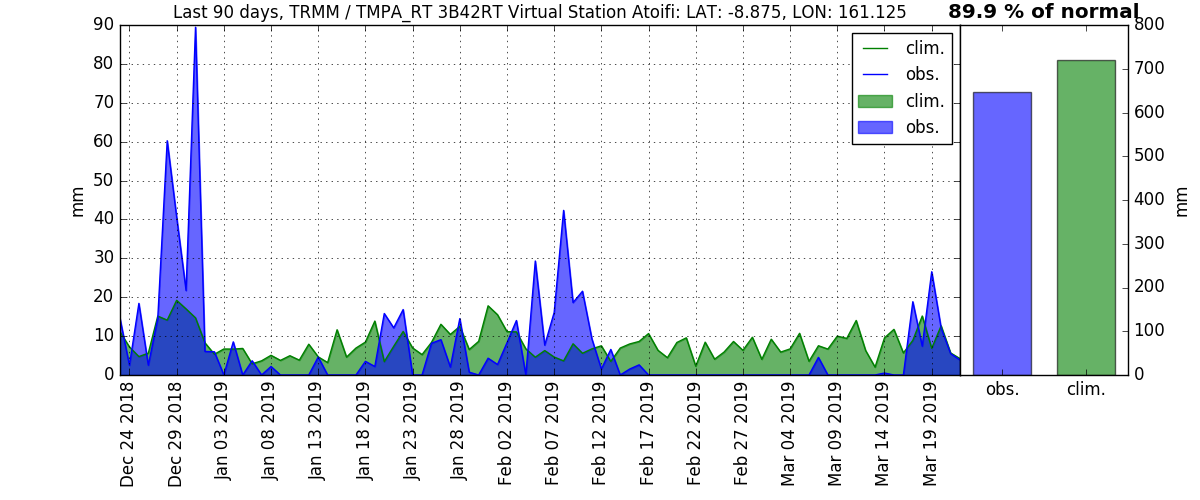 Last 90 days, TRMM / TMPA_RT 3B42RT Virtual Station Atoifi: LAT: -8.875, LON: 161.125
89.9 % of normal
90
80
70
60
50
40
30
20
10
0
mm
clim.
obs.
clim.
obs.
Dec 24 2018
Dec 29 2018
Jan 03 2019
Jan 08 2019
Jan 13 2019
Jan 18 2019
Jan 23 2019
Jan 28 2019
Feb 02 2019
Feb 07 2019
Feb 12 2019
Feb 17 2019
Feb 22 2019
Feb 27 2019
Mar 04 2019
Mar 09 2019
Mar 14 2019
Mar 19 2019
800
700
600
500
400
300
200
100
0
mm
obs.
clim.